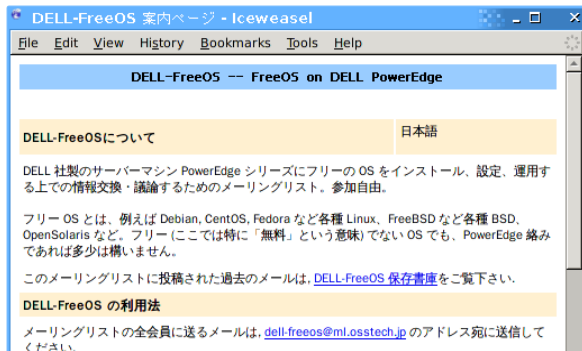 DELL-FreeOS 案内ページ - Iceweasel
File Edit View History Bookmarks Tools Help
DELL-FreeOS -- FreeOS on DELL PowerEdge
DELL-FreeOSについて
日本語
DELL 社製のサーバーマシン PowerEdge シリーズにフリーの OS をインストール、設定、運用す
る上での情報交換・議論するためのメーリングリスト。参加自由。
フリー OS とは、例えば Debian, CentOS, Fedora など各種 Linux、FreeBSD など各種 BSD、
OpenSolaris など。フリー (ここでは特に「無料」という意味) でない OS でも、PowerEdge 絡み
であれば多少は構いません。
このメーリングリストに投稿された過去のメールは, DELL-FreeOS 保存書庫をご覧下さい.
DELL-FreeOS の利用法
メーリングリストの全会員に送るメールは, dell-freeos@ml.osstech.jp のアドレス宛に送信して
ください.